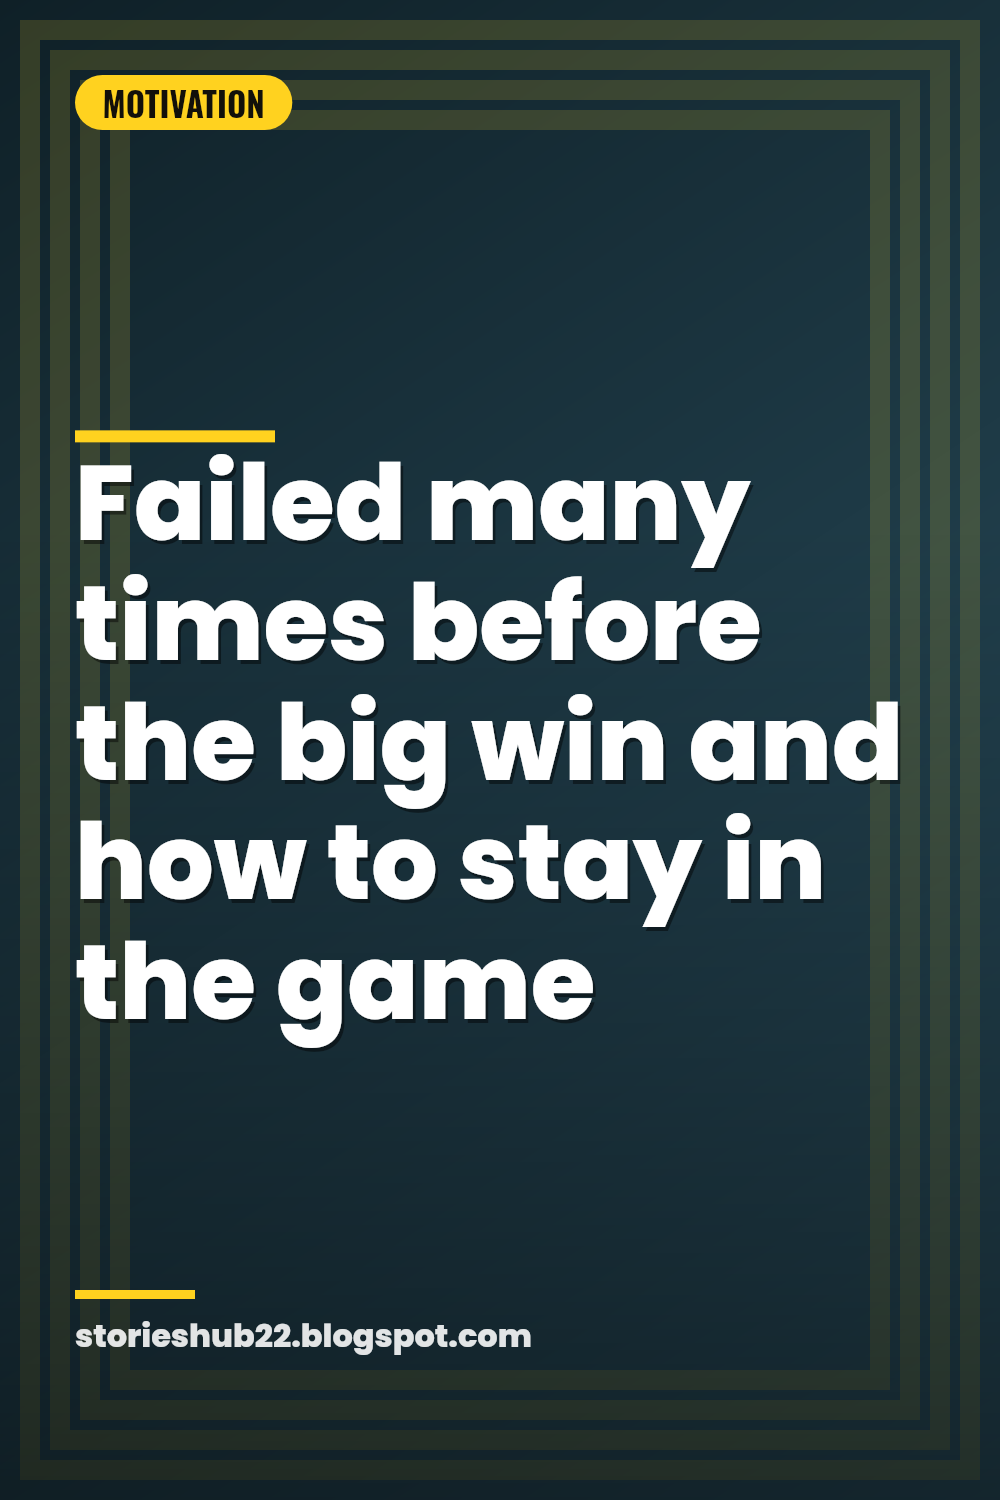 MOTIVATION
Failed many
times before
the big win and
how to stay in
the game
storieshub22.blogspot.com